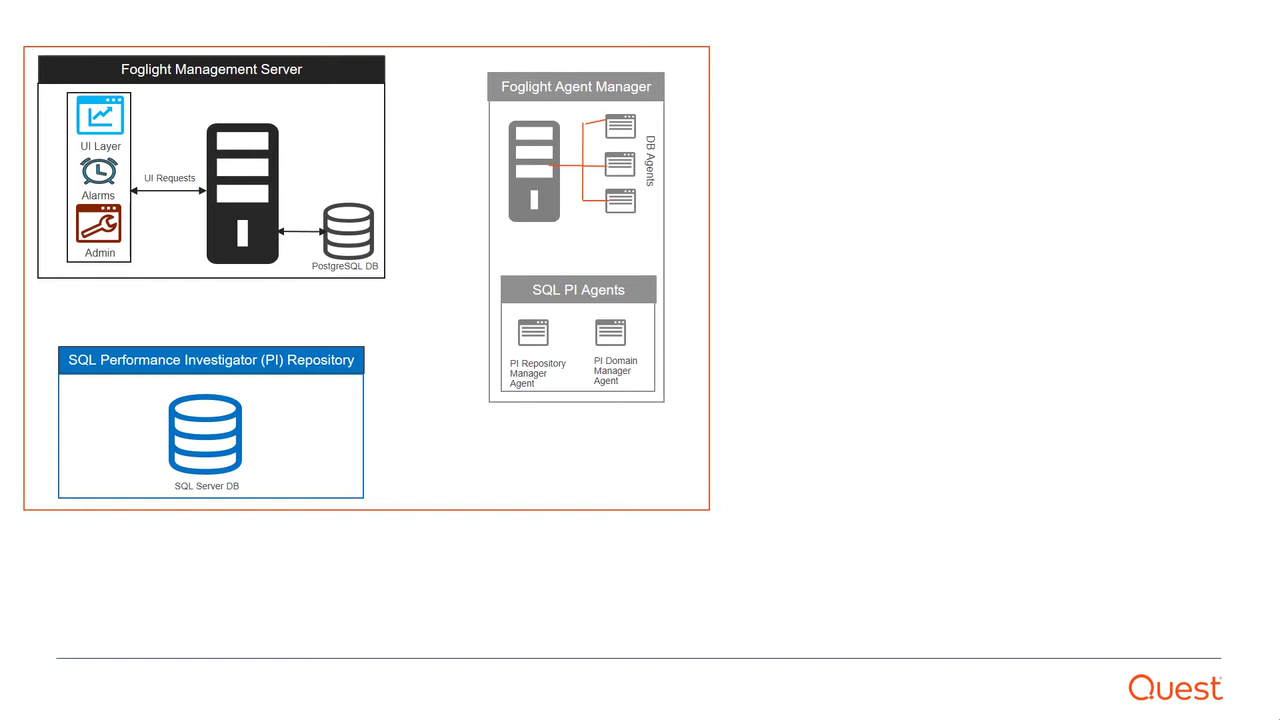 Foglight Management Server
UI Layer
Alarms
Admin
UI Requests
PostgreSQL DB
Foglight Agent Manager
DB Agents
SQL PI Agents
PI Repository
Manager
Agent
PI Domain
Manager
Agent
SQL Performance Investigator (PI) Repository
SQL Server DB
Quest